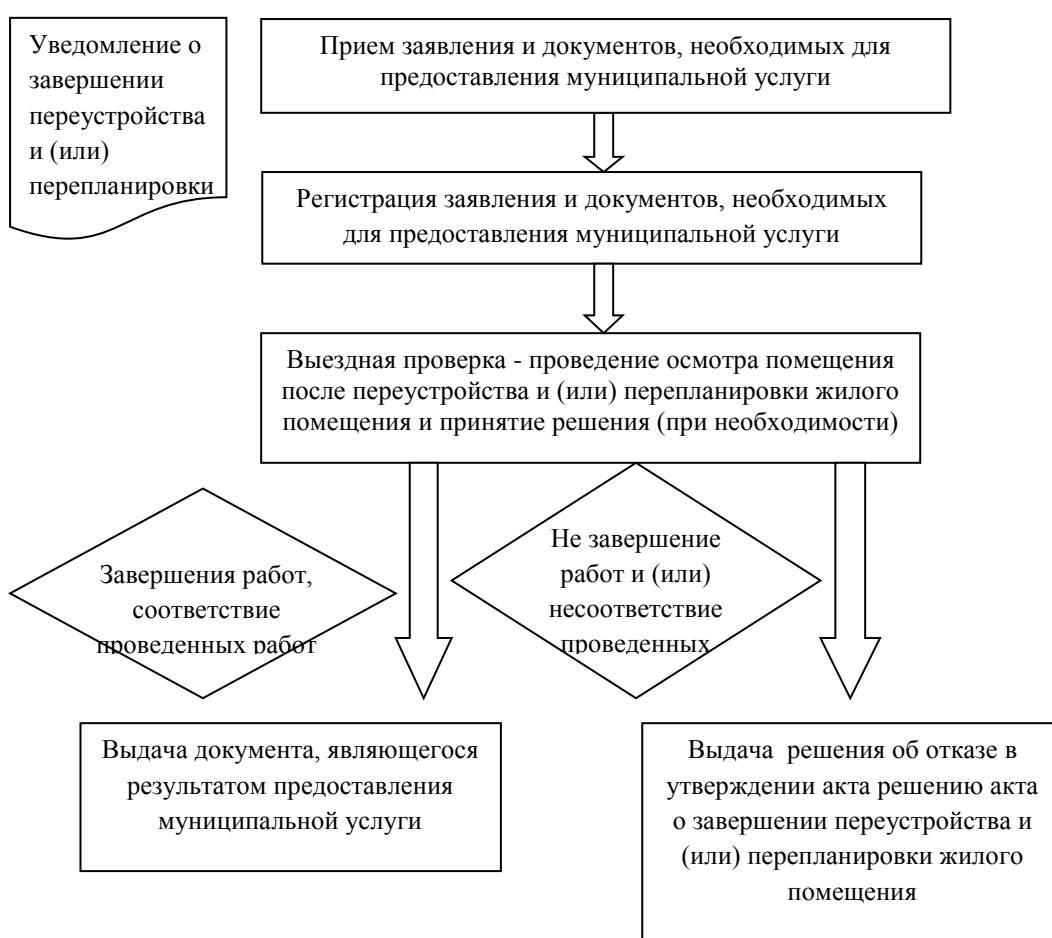 Уведомление о
завершении
переустройства
и (или)
перепланировки
Прием заявления и документов, необходимых для
предоставления муниципальной услуги
Регистрация заявления и документов, необходимых
для предоставления муниципальной услуги
Выездная проверка - проведение осмотра помещения
после переустройства и (или) перепланировки жилого
помещения и принятие решения (при необходимости)
Завершения работ,
соответствие
проведенных работ
Не завершение
работ и (или)
несоответствие
проведенных
Выдача документа, являющегося
результатом предоставления
муниципальной услуги
Выдача решения об отказе в
утверждении акта решению акта
о завершении переустройства и
(или) перепланировки жилого
помещения